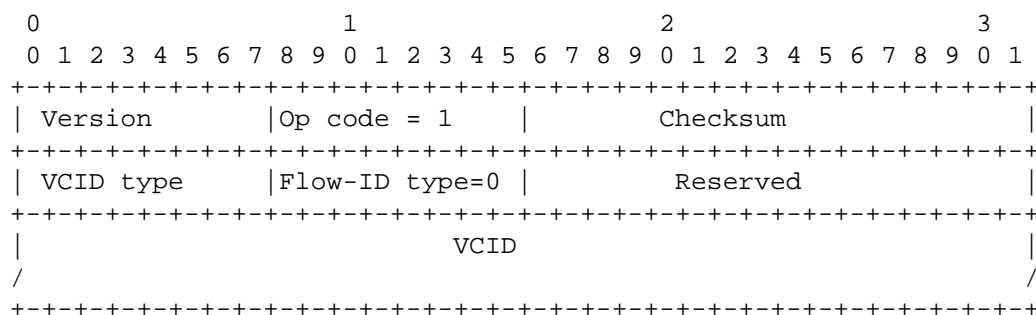 0                   1                   2                   3
 0 1 2 3 4 5 6 7 8 9 0 1 2 3 4 5 6 7 8 9 0 1 2 3 4 5 6 7 8 9 0 1
+-+-+-+-+-+-+-+-+-+-+-+-+-+-+-+-+-+-+-+-+-+-+-+-+-+-+-+-+-+-+-+-+
| Version       |Op code = 1    |        Checksum               |
+-+-+-+-+-+-+-+-+-+-+-+-+-+-+-+-+-+-+-+-+-+-+-+-+-+-+-+-+-+-+-+-+
| VCID type     |Flow-ID type=0 |         Reserved              |
+-+-+-+-+-+-+-+-+-+-+-+-+-+-+-+-+-+-+-+-+-+-+-+-+-+-+-+-+-+-+-+-+
|                           VCID                                |
/                                                               /
+-+-+-+-+-+-+-+-+-+-+-+-+-+-+-+-+-+-+-+-+-+-+-+-+-+-+-+-+-+-+-+-+